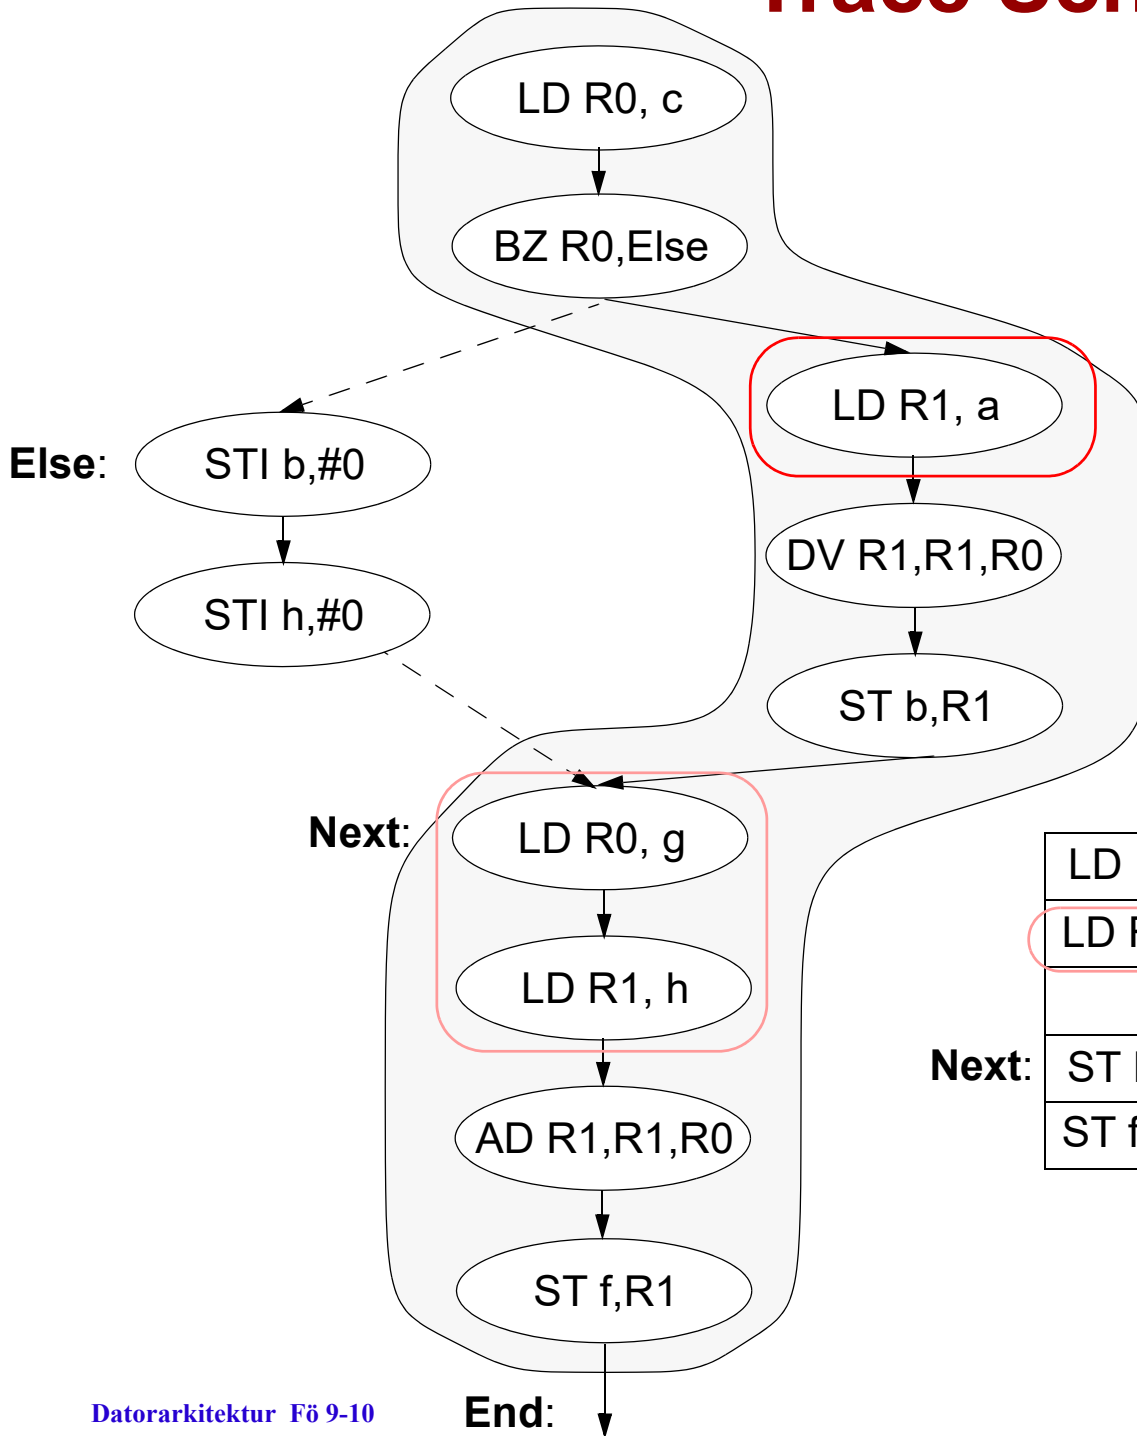 LD R0, c
BZ R0,Else
LD R1, a
Else: STI b,#0
DV R1,R1,R0
STI h,#0
ST b,R1
Next: LD R0, g
LD
LD
LD R1, h
Next: ST
AD R1,R1,R0
ST f
ST f,R1
Datorarkitektur Fö 9-10
End: